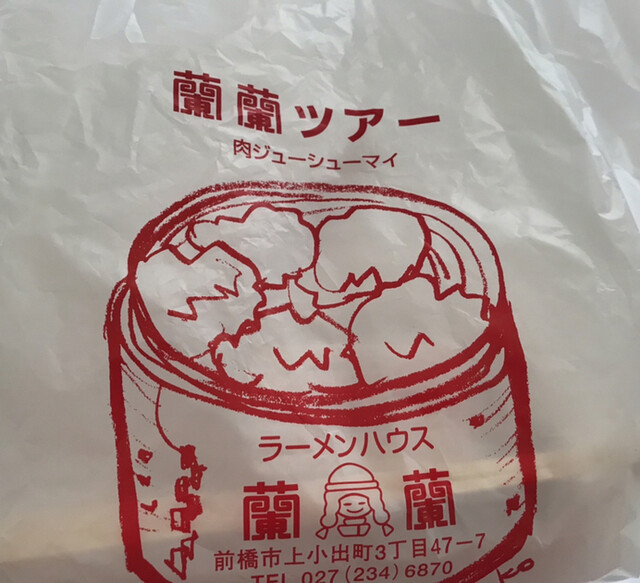 蘭蘭ツアー
肉ジューシューマイ
ラーメンハウス
蘭 蘭
前橋市上小出町3丁目47-7
TEL 027(234)6870